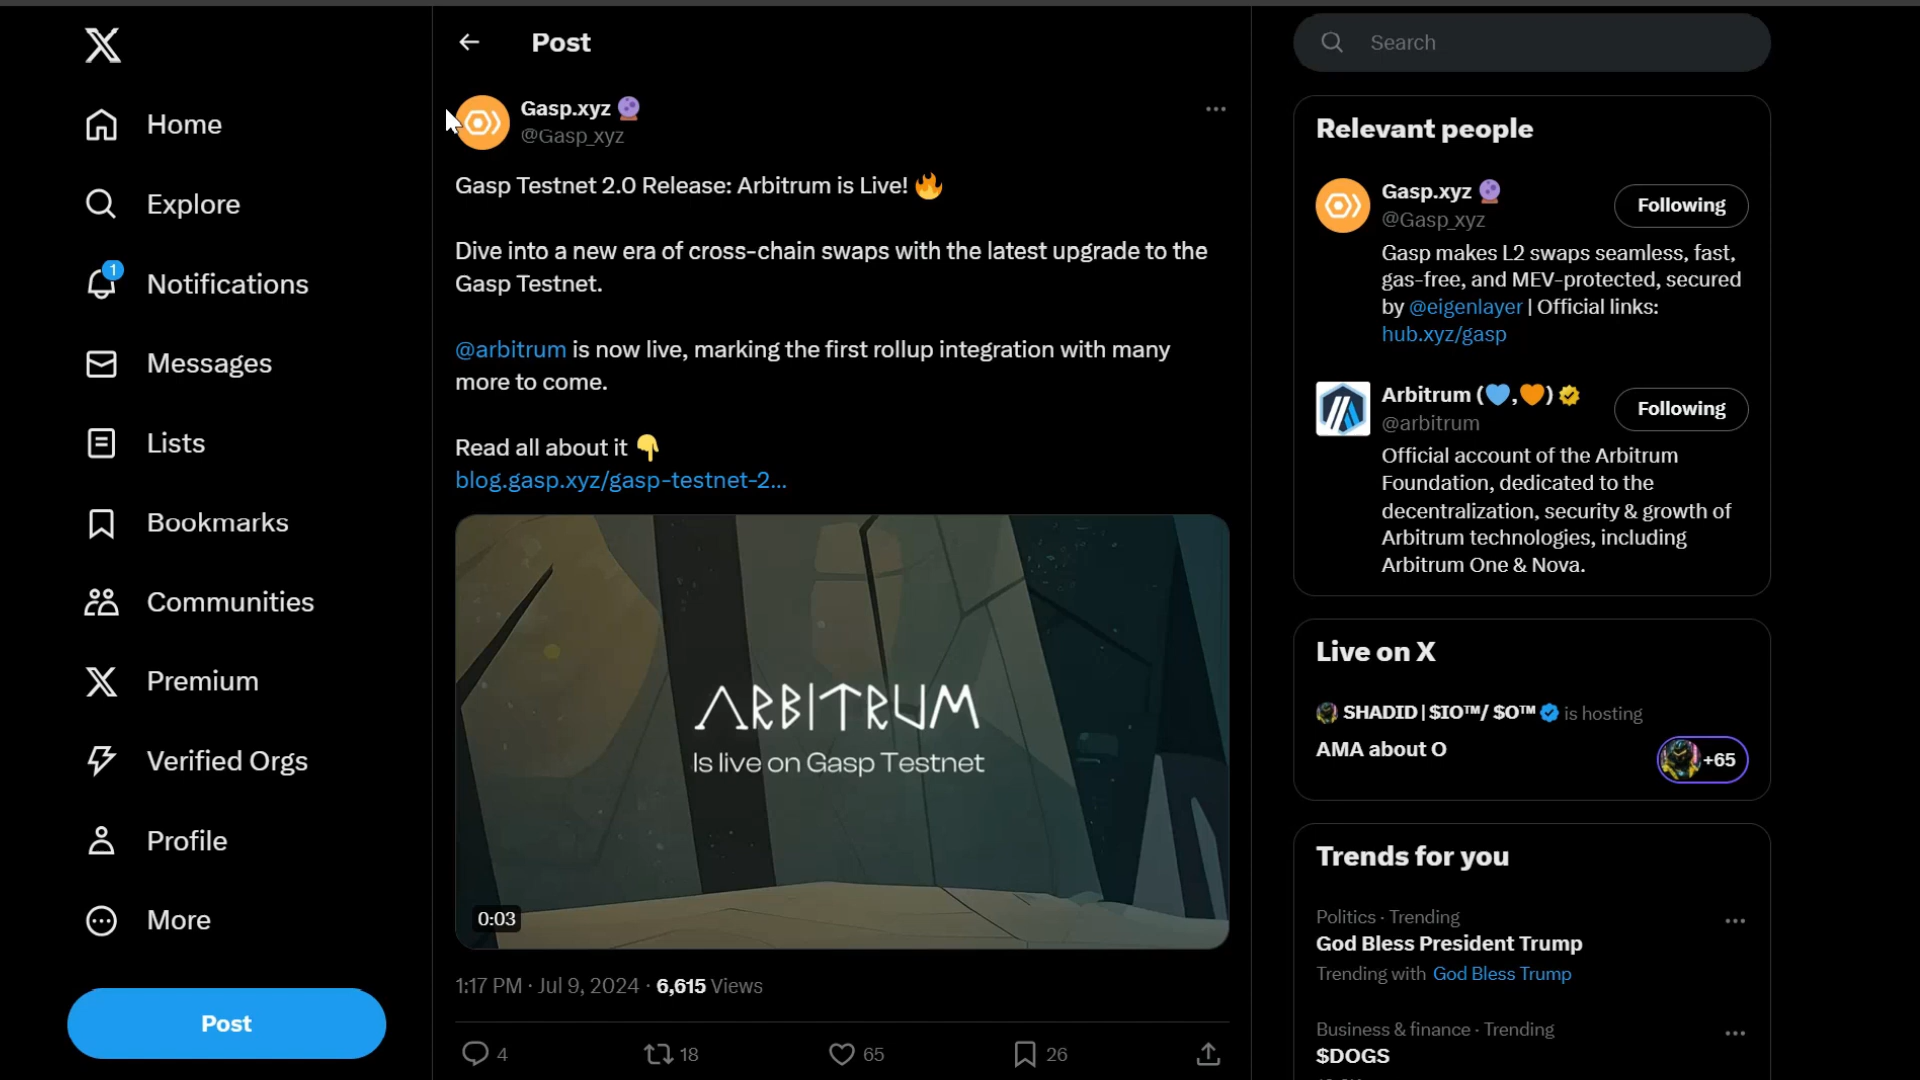 Home
Explore
1
Notifications
Messages
Lists
Bookmarks
Communities
Premium
Verified Orgs
Profile
More
Post
Post
Gasp.xyz 🔮
@Gasp_xyz
Gasp Testnet 2.0 Release: Arbitrum is Live! 🔥
Dive into a new era of cross-chain swaps with the latest upgrade to the
Gasp Testnet.
@arbitrum is now live, marking the first rollup integration with many
more to come.
Read all about it 👇
blog.gasp.xyz/gasp-testnet-2...
ARBITRUM
Is live on Gasp Testnet
0:03
1:17 PM · Jul 9, 2024 · 6,615 Views
4 18 65 26
Search
Relevant people
Gasp.xyz 🔮
@Gasp_xyz
Following
Gasp makes L2 swaps seamless, fast,
gas-free, and MEV-protected, secured
by @eigenlayer | Official links:
hub.xyz/gasp
Arbitrum (💙,🧡)
@arbitrum
Following
Official account of the Arbitrum
Foundation, dedicated to the
decentralization, security & growth of
Arbitrum technologies, including
Arbitrum One & Nova.
Live on X
SHADID | $IO™/ $O™ is hosting
AMA about O
+65
Trends for you
Politics · Trending
God Bless President Trump
Trending with God Bless Trump
Business & finance · Trending
$DOGS